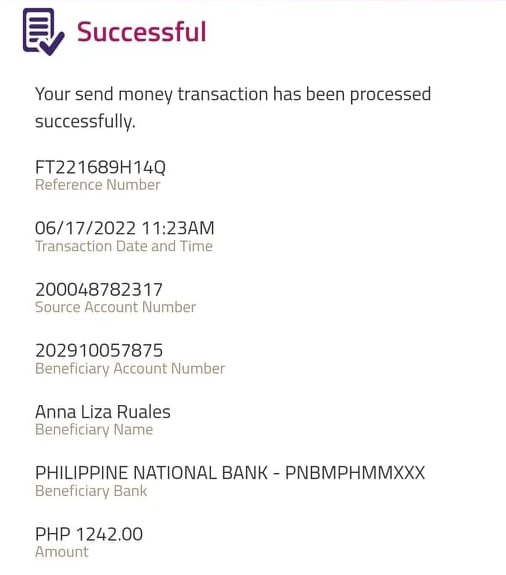 Successful
Your send money transaction has been processed
successfully.
FT221689H14Q
Reference Number
06/17/2022 11:23AM
Transaction Date and Time
200048782317
Source Account Number
202910057875
Beneficiary Account Number
Anna Liza Ruales
Beneficiary Name
PHILIPPINE NATIONAL BANK - PNBMPHMMXXX
Beneficiary Bank
PHP 1242.00
Amount